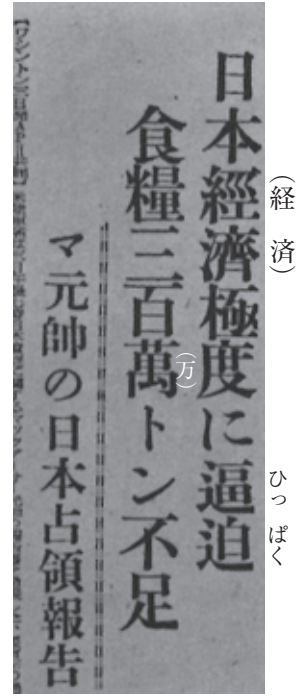 日本經濟極度に逼迫
(経済)
ひっぱく
食糧三百萬トン不足
(万)
マ元帥の日本占領報告